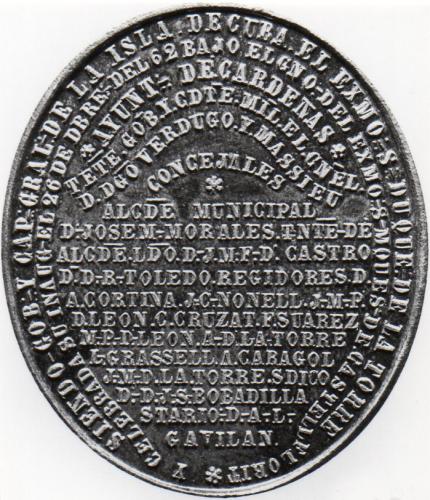 SIENDO-GOB-Y CAP-GRAL-DE LA ISLA DE CUBA EL EXMO-S-DUQUE-DE LA TORRE
Y CELEBRADA SU INAUG-EL 26 DE DBRE-DEL 62 BAJO EL GNO-DEL EXMO-S-MQUES-DE CASTELLFLORIT
* AYUNT- DE CARDENAS *
TETE-GOB-Y CDTE-MIL-EL CNEL
D-DGO VERDUGO-Y MASSIEU
CONCEJALES
*
ALCDE MUNICIPAL
D-JOSE M-MORALES.TNTE-DE
ALCDE-LDO-D-J-M-F-D CASTRO
D-D-R-TOLEDO.REGIDORES.D
A.CORTINA.J-C-NONELL.J-M-P
D.LEON.C.CRUZAT.F.SUAREZ
M-P-D-LEON.A-D.LA TORRE
L-GRASSELL.A.CABAGOL
J-M-D.LA TORRE.SDICO
D-D-J-S-BOBADILLA
STARIO-D-A-L-
GAVILAN
*